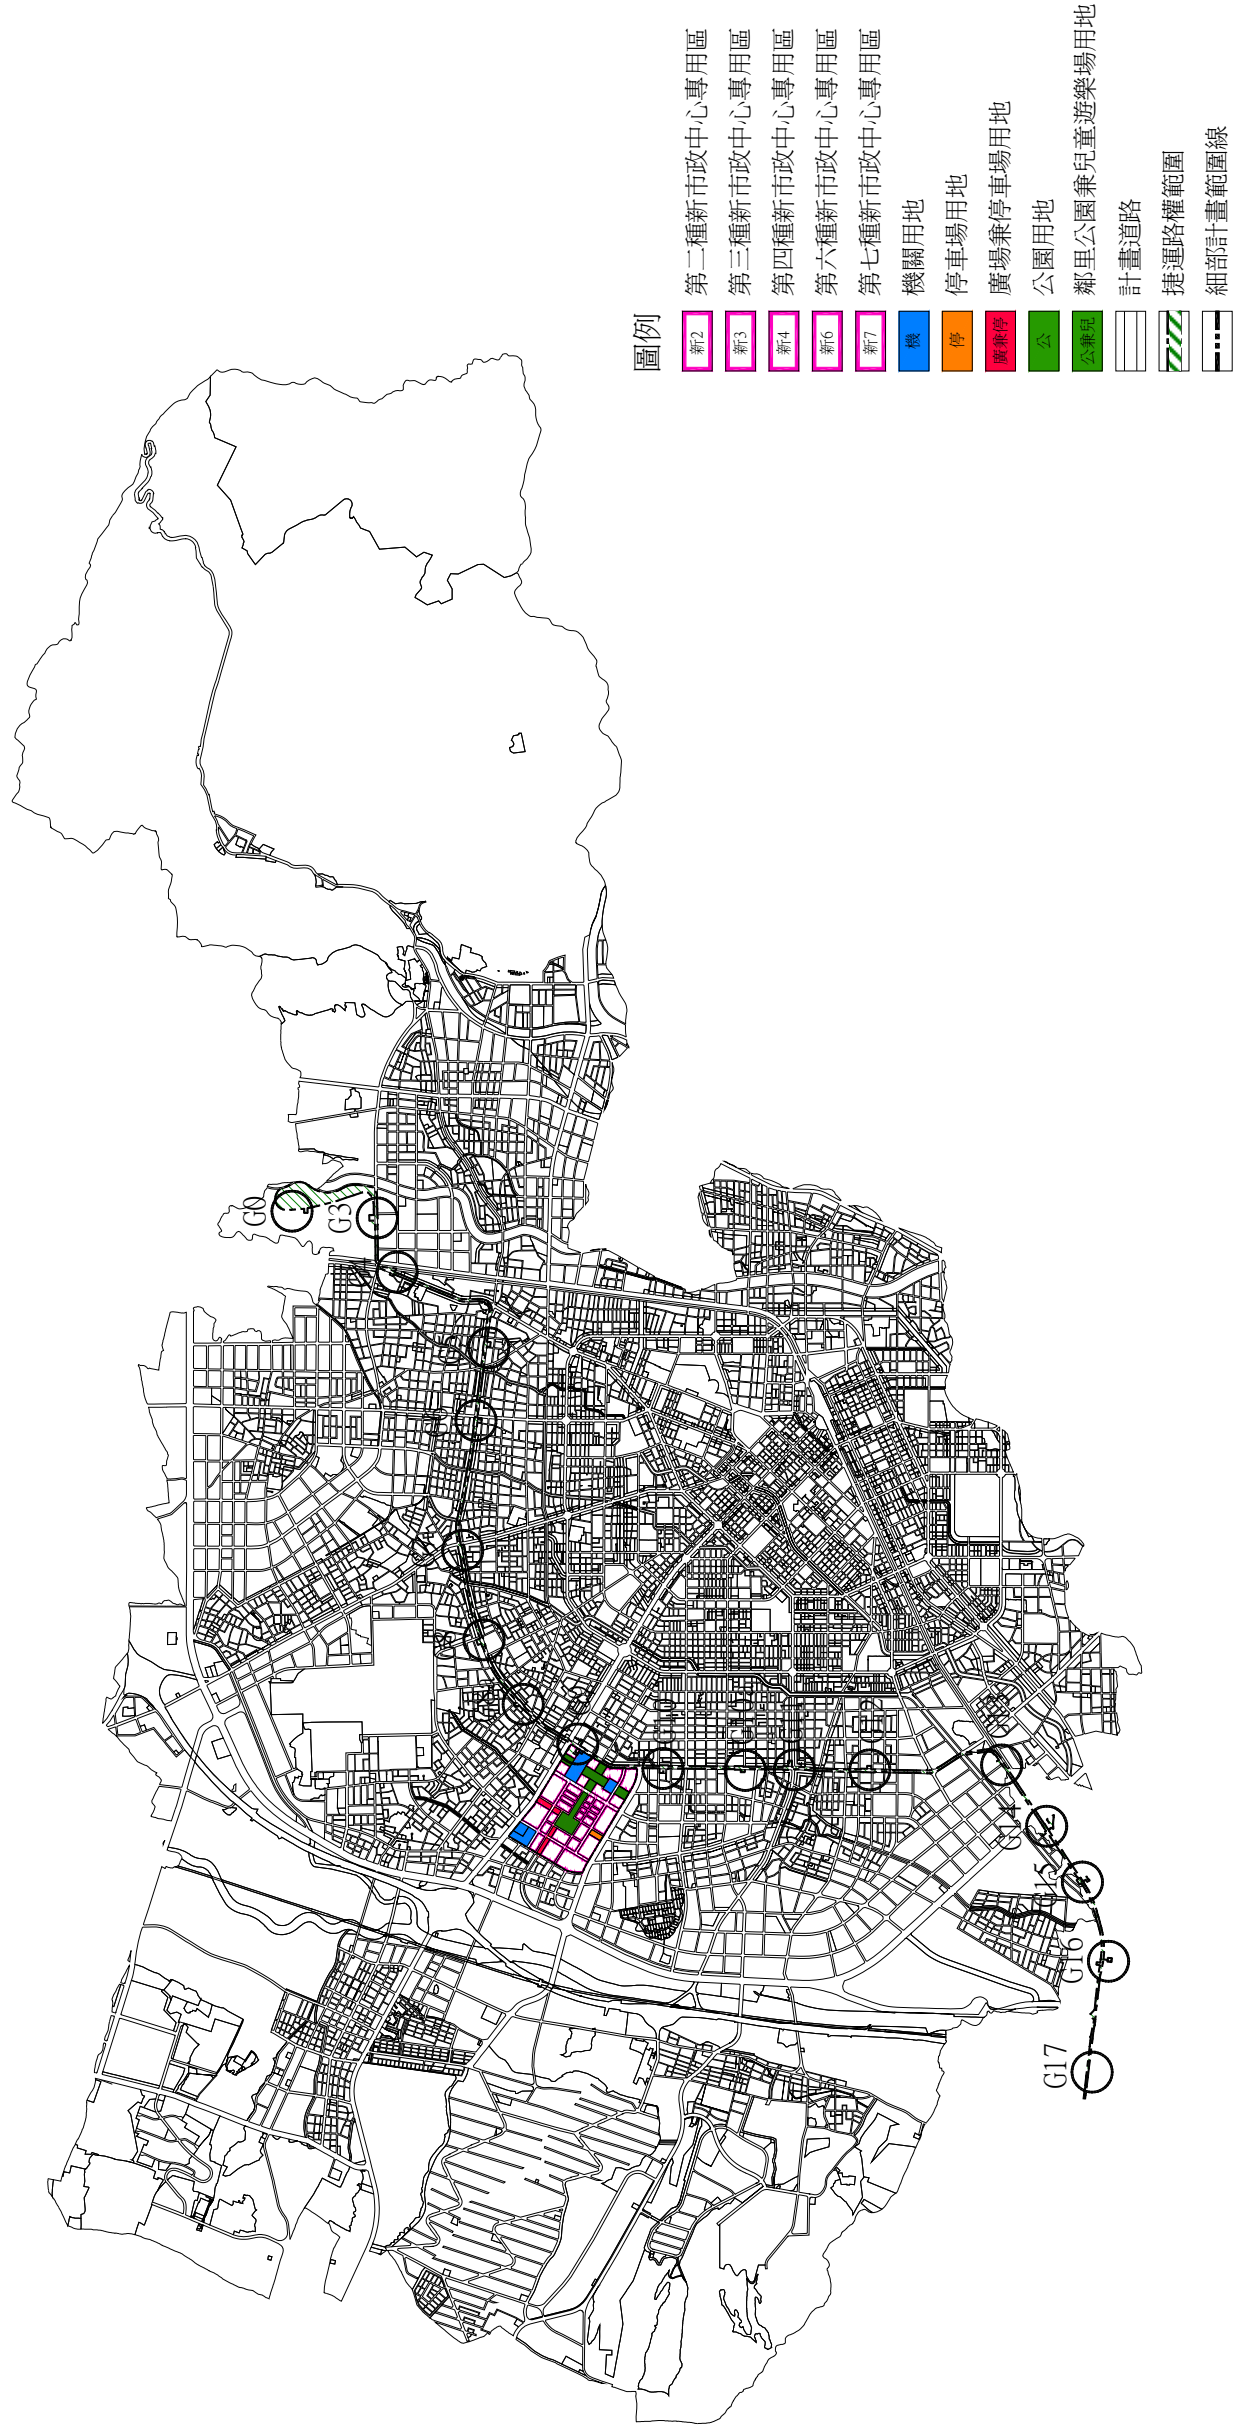 圖例
新2 第二種新市政中心專用區
新3 第三種新市政中心專用區
新4 第四種新市政中心專用區
新6 第六種新市政中心專用區
新7 第七種新市政中心專用區
機 機關用地
停 停車場用地
廣兼停 廣場兼停車場用地
公 公園用地
公兼兒 鄰里公園兼兒童遊樂場用地
計畫道路
捷運路權範圍
細部計畫範圍線
G0
G3
G14
G15
G16
G17